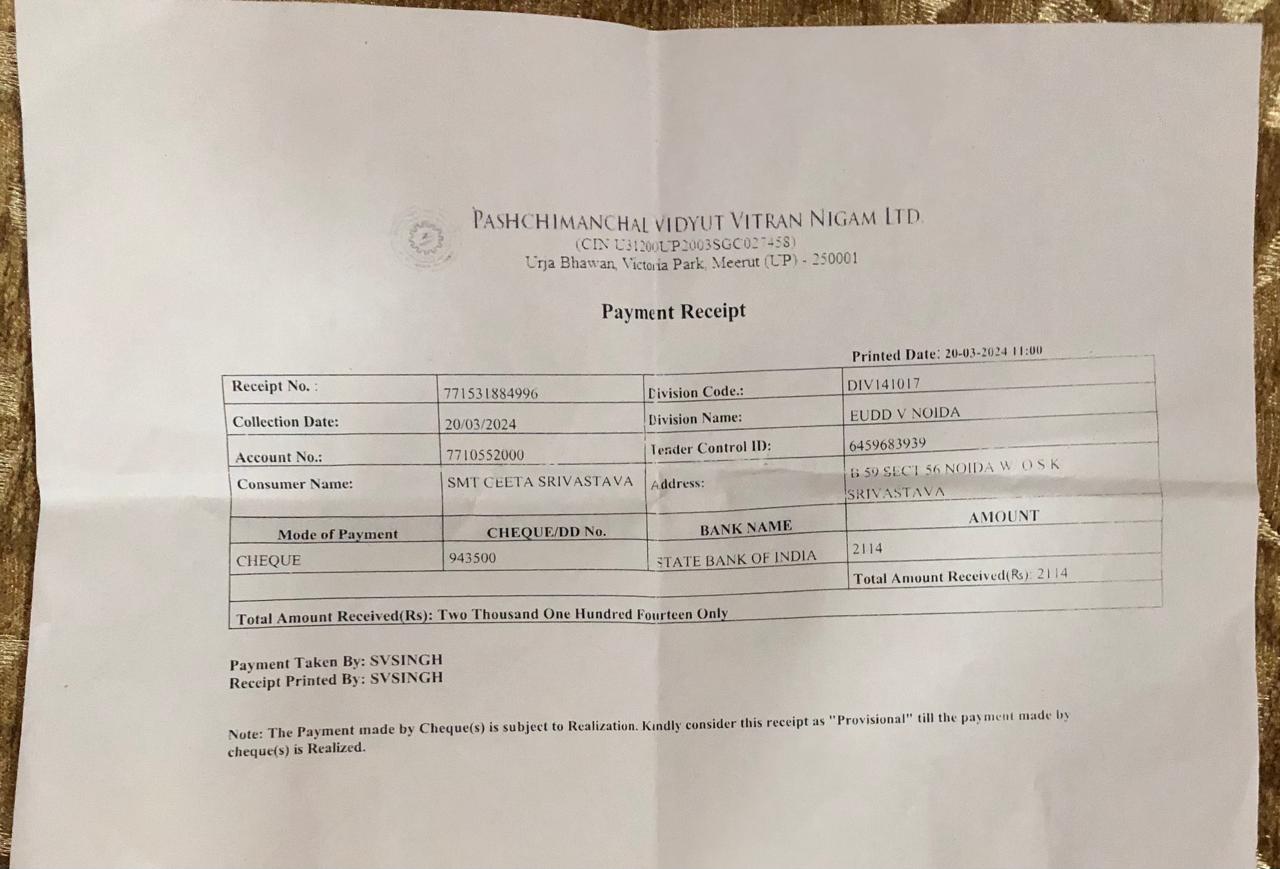 PASHCHIMANCHAL VIDYUT VITRAN NIGAM LTD.
(CIN U31200UP2003SGC027458)
Urja Bhawan, Victoria Park, Meerut (UP) - 250001
Payment Receipt
Printed Date: 20-03-2024 11:00
Receipt No. : 771531884996 Division Code.: DIV141017
Collection Date: 20/03/2024 Division Name: EUDD V NOIDA
Account No.: 7710552000 Tender Control ID: 6459683939
Consumer Name: SMT CEETA SRIVASTAVA Address: B 59 SECT 56 NOIDA W O S K
SRIVASTAVA
Mode of Payment CHEQUE/DD No. BANK NAME AMOUNT
CHEQUE 943500 STATE BANK OF INDIA 2114
Total Amount Received(Rs): 2114
Total Amount Received(Rs): Two Thousand One Hundred Fourteen Only
Payment Taken By: SVSINGH
Receipt Printed By: SVSINGH
Note: The Payment made by Cheque(s) is subject to Realization. Kindly consider this receipt as "Provisional" till the payment made by
cheque(s) is Realized.